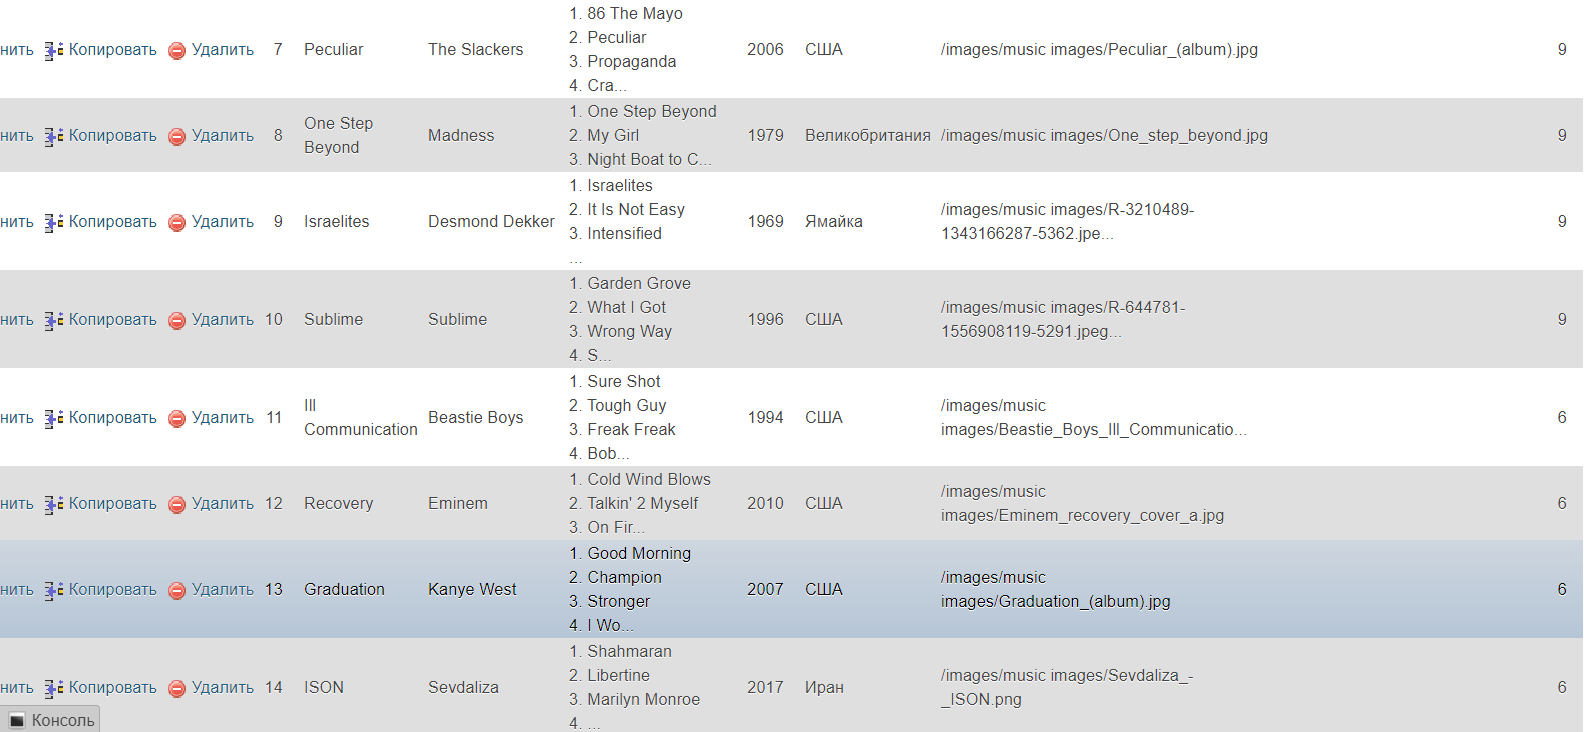 нить Копировать Удалить 7 Peculiar The Slackers 1. 86 The Mayo
2. Peculiar
3. Propaganda
4. Cra... 2006 США /images/music images/Peculiar_(album).jpg 9
нить Копировать Удалить 8 One Step
Beyond Madness 1. One Step Beyond
2. My Girl
3. Night Boat to C... 1979 Великобритания /images/music images/One_step_beyond.jpg 9
нить Копировать Удалить 9 Israelites Desmond Dekker 1. Israelites
2. It Is Not Easy
3. Intensified
... 1969 Ямайка /images/music images/R-3210489-
1343166287-5362.jpe... 9
нить Копировать Удалить 10 Sublime Sublime 1. Garden Grove
2. What I Got
3. Wrong Way
4. S... 1996 США /images/music images/R-644781-
1556908119-5291.jpeg... 9
нить Копировать Удалить 11 Ill
Communication Beastie Boys 1. Sure Shot
2. Tough Guy
3. Freak Freak
4. Bob... 1994 США /images/music
images/Beastie_Boys_Ill_Communicatio... 6
нить Копировать Удалить 12 Recovery Eminem 1. Cold Wind Blows
2. Talkin' 2 Myself
3. On Fir... 2010 США /images/music
images/Eminem_recovery_cover_a.jpg 6
нить Копировать Удалить 13 Graduation Kanye West 1. Good Morning
2. Champion
3. Stronger
4. I Wo... 2007 США /images/music
images/Graduation_(album).jpg 6
нить Копировать Удалить 14 ISON Sevdaliza 1. Shahmaran
2. Libertine
3. Marilyn Monroe
4. ... 2017 Иран /images/music images/Sevdaliza_-
_ISON.png 6
Консоль